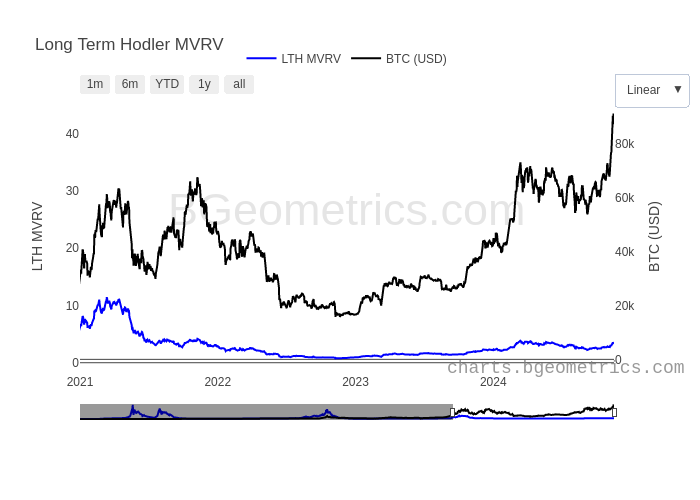 Long Term Hodler MVRV
LTH MVRV BTC (USD)
1m 6m YTD 1y all
Linear ▼
40
30
20
10
0
LTH MVRV
80k
60k
40k
20k
0
BTC (USD)
BGeometrics.com
charts.bgeometrics.com
2021 2022 2023 2024